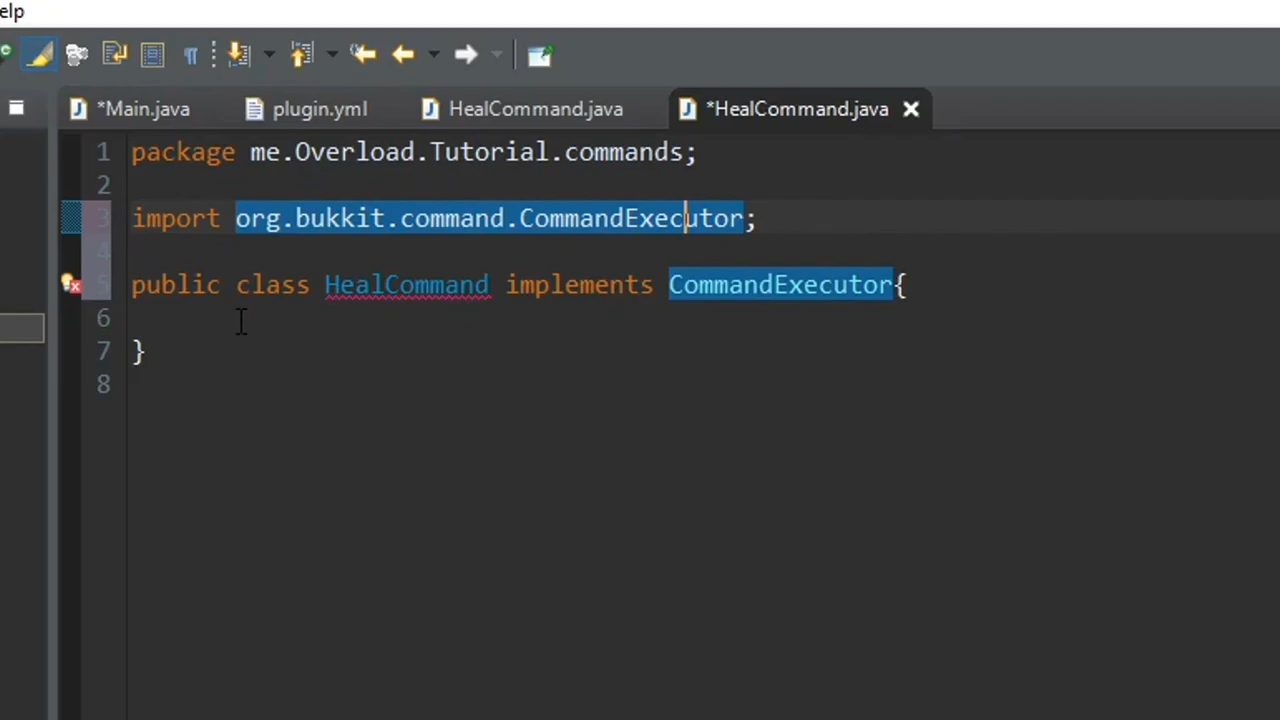 elp
*Main.java plugin.yml HealCommand.java *HealCommand.java
1 package me.Overload.Tutorial.commands;
2
3 import org.bukkit.command.CommandExecutor;
4
5 public class HealCommand implements CommandExecutor{
6
7 }
8